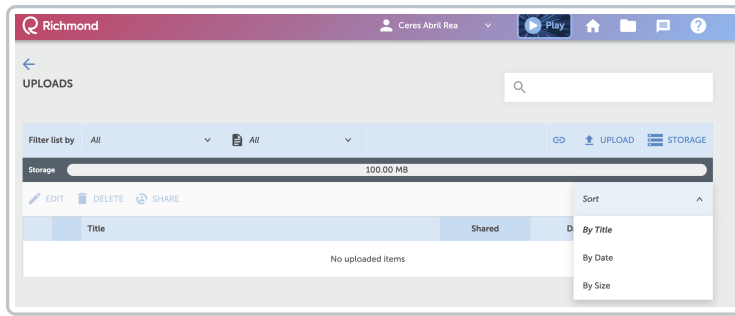 Richmond
Ceres Abril Rea
Play
?
UPLOADS
Filter list by All All UPLOAD STORAGE
Storage 100.00 MB
EDIT DELETE SHARE Sort
Title Shared D
By Title
No uploaded items By Date
By Size